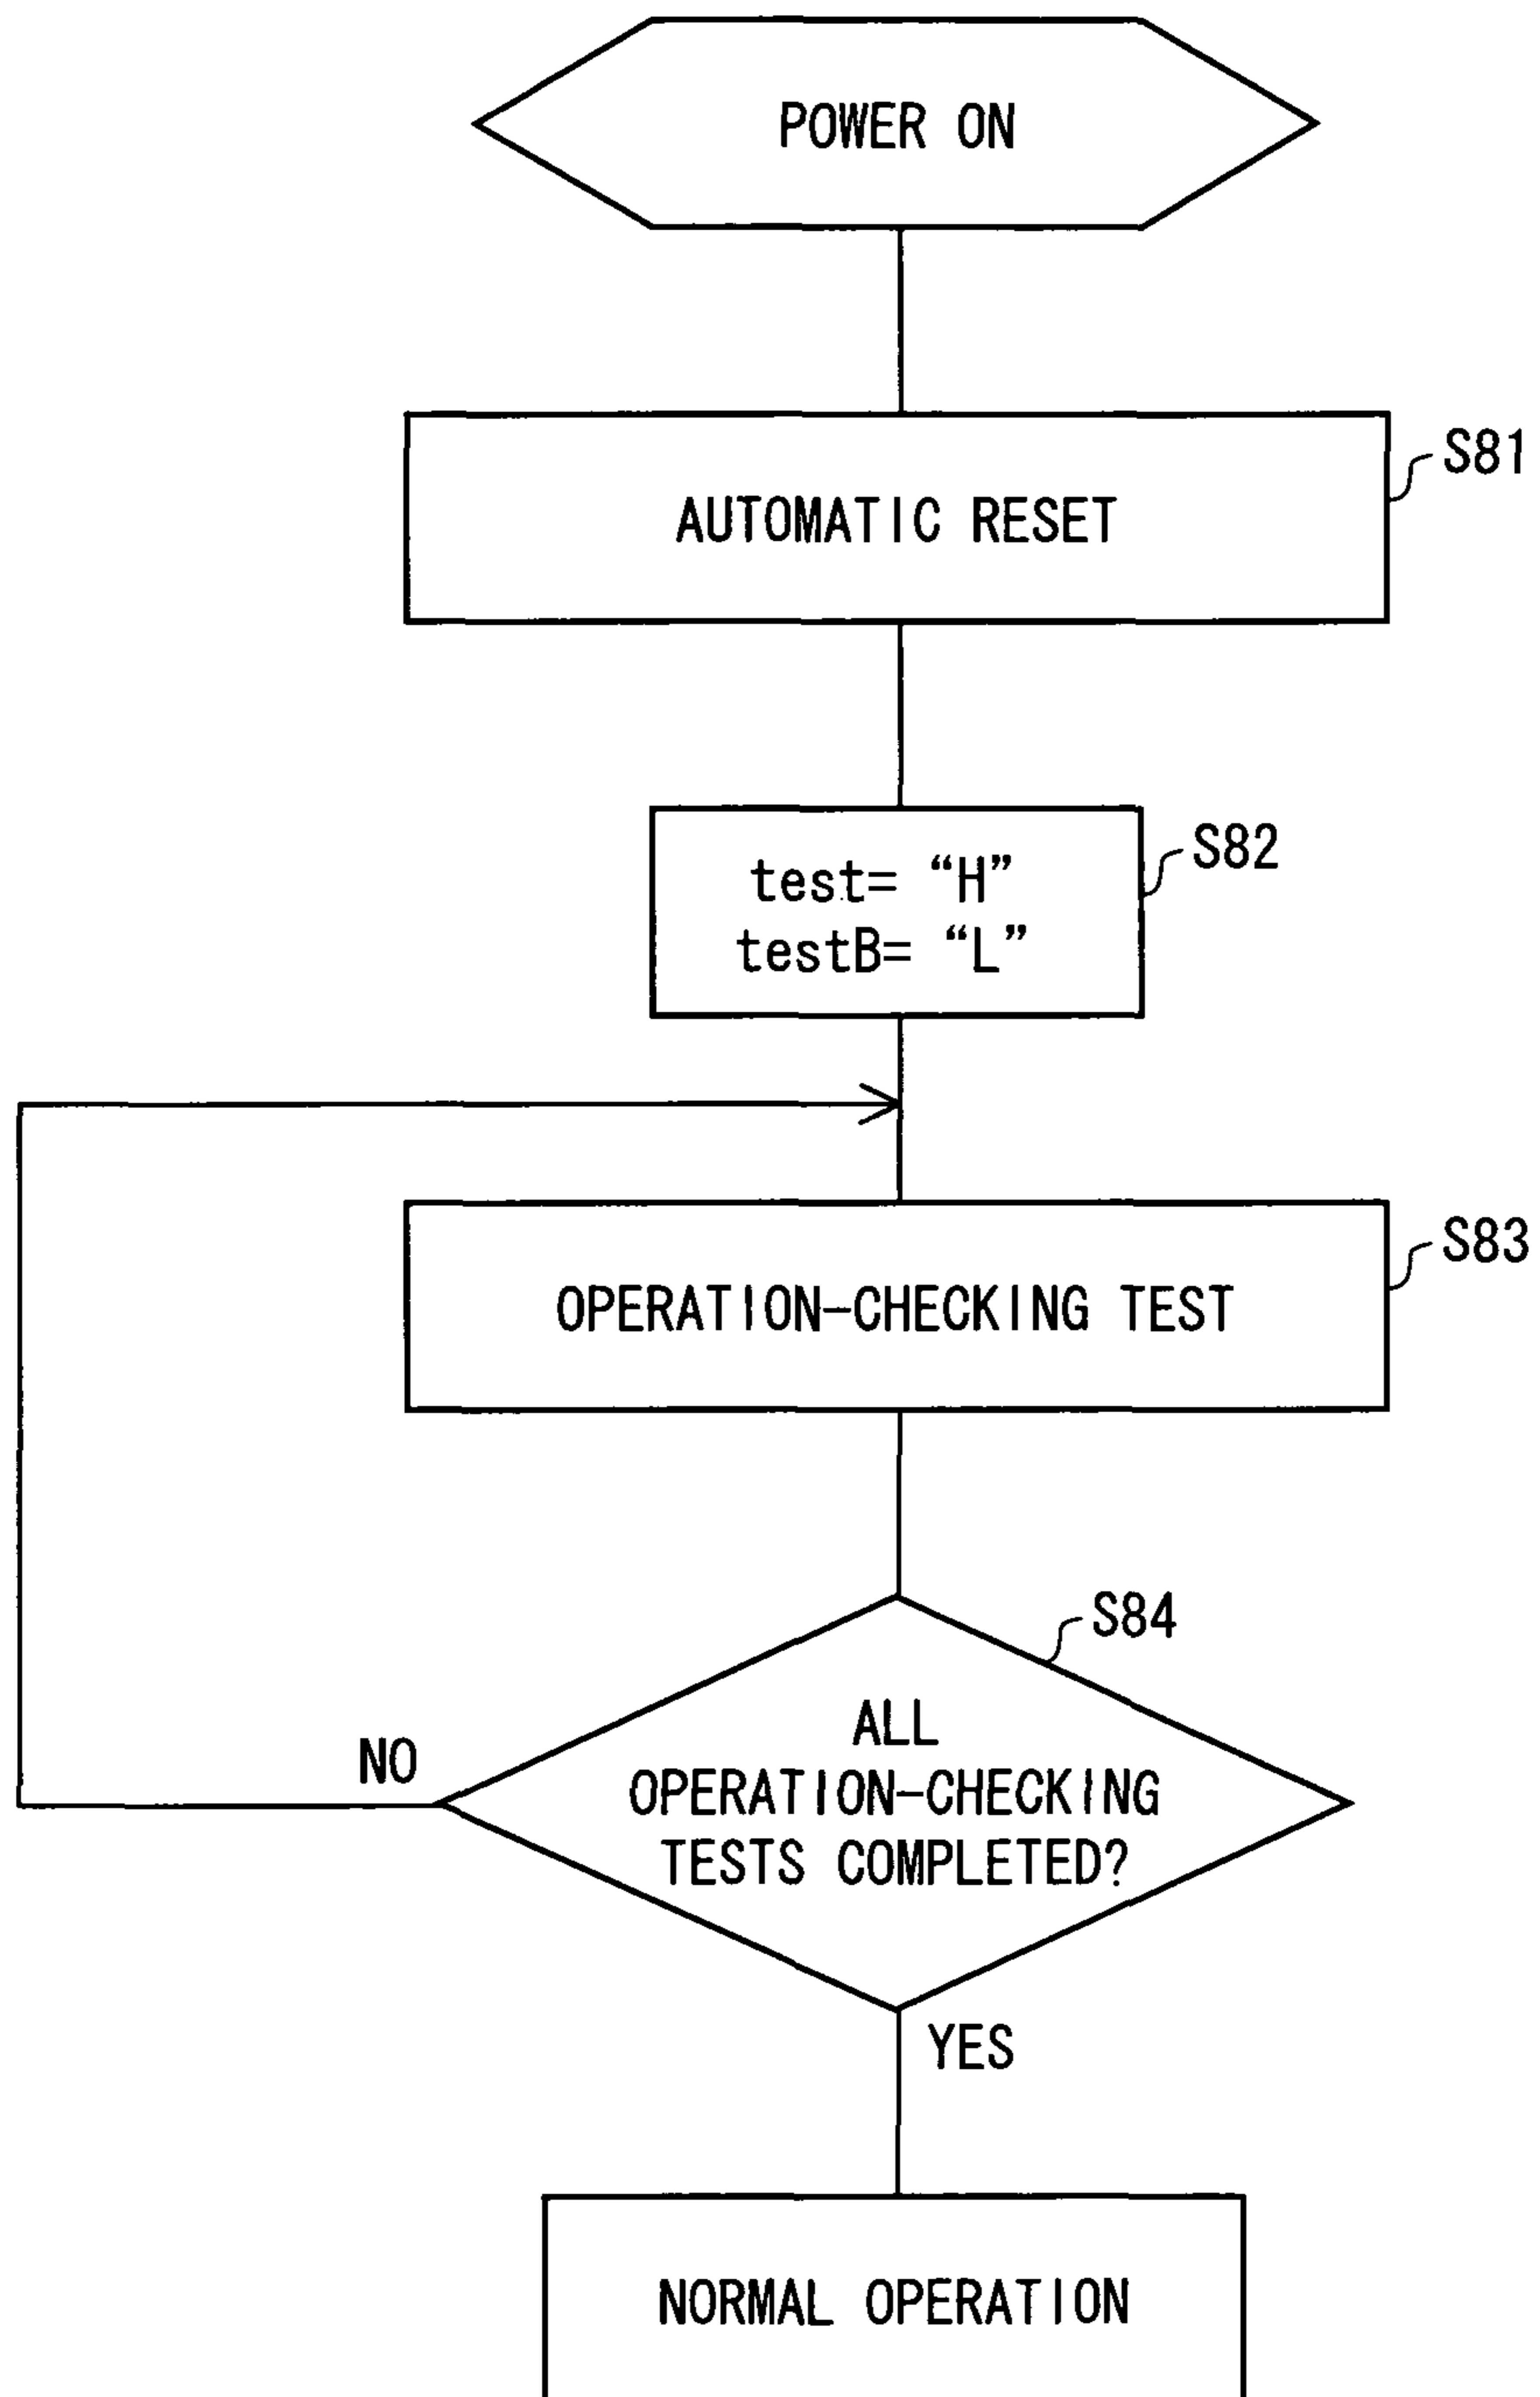 POWER ON
AUTOMATIC RESET
S81
test= “H”
testB= “L”
S82
OPERATION-CHECKING TEST
S83
S84
ALL
OPERATION-CHECKING
TESTS COMPLETED?
NO
YES
NORMAL OPERATION